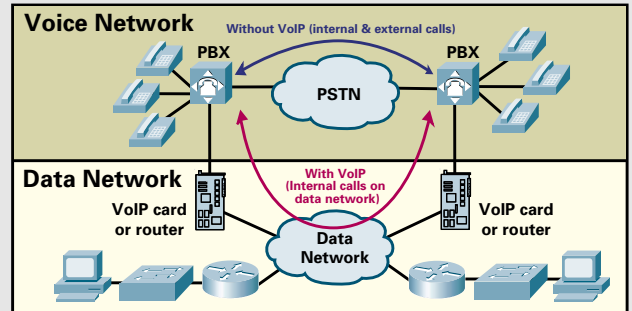 Voice Network
Without VoIP (internal & external calls)
PBX
PBX
PSTN
Data Network
With VoIP
(Internal calls on
data network)
VoIP card
or router
VoIP card
or router
Data
Network